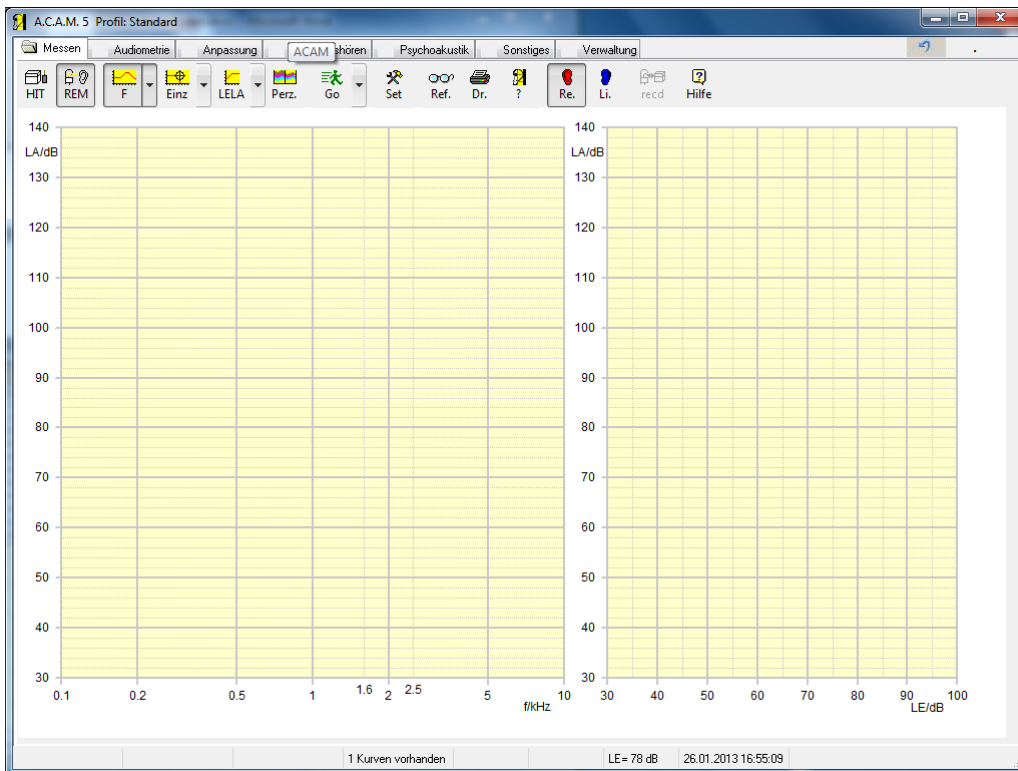 A.C.A.M. 5 Profil: Standard
Messen Audiometrie Anpassung ACAM shören Psychoakustik Sonstiges Verwaltung .
HIT REM F Einz LELA Perz. Go Set Ref. Dr. ? Re. Li. recd Hilfe
140 140
LA/dB LA/dB
130 130
120 120
110 110
100 100
90 90
80 80
70 70
60 60
50 50
40 40
30 30
0.1 0.2 0.5 1 1.6 2 2.5 5 10 30 40 50 60 70 80 90 100
f/kHz LE/dB
1 Kurven vorhanden LE= 78 dB 26.01.2013 16:55:09